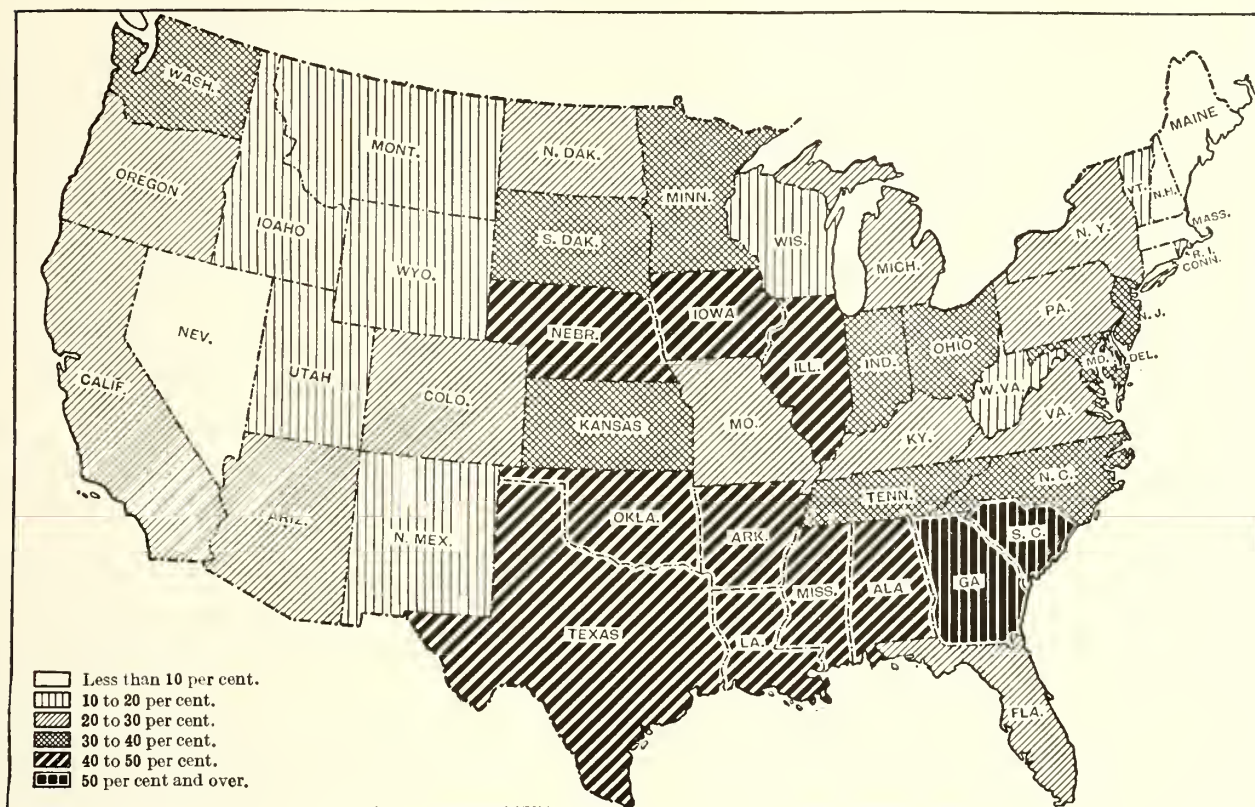 WASH.
MONT.
N. DAK.
MINN.
MAINE
OREGON
IOAHO
S. DAK.
WIS.
VT.
N.H.
MASS.
N. Y.
R. I.
CONN.
WYO.
MICH.
NEV.
NEBR.
IOWA
PA.
N. J.
UTAH
COLO.
ILL.
IND.
OHIO
MD.
DEL.
CALIF.
KANSAS
MO.
W.VA.
VA.
KY.
ARIZ.
N. MEX.
OKLA.
ARK.
TENN.
N. C.
S. C.
TEXAS
LA.
MISS.
ALA.
GA
FLA.
Less than 10 per cent.
10 to 20 per cent.
20 to 30 per cent.
30 to 40 per cent.
40 to 50 per cent.
50 per cent and over.